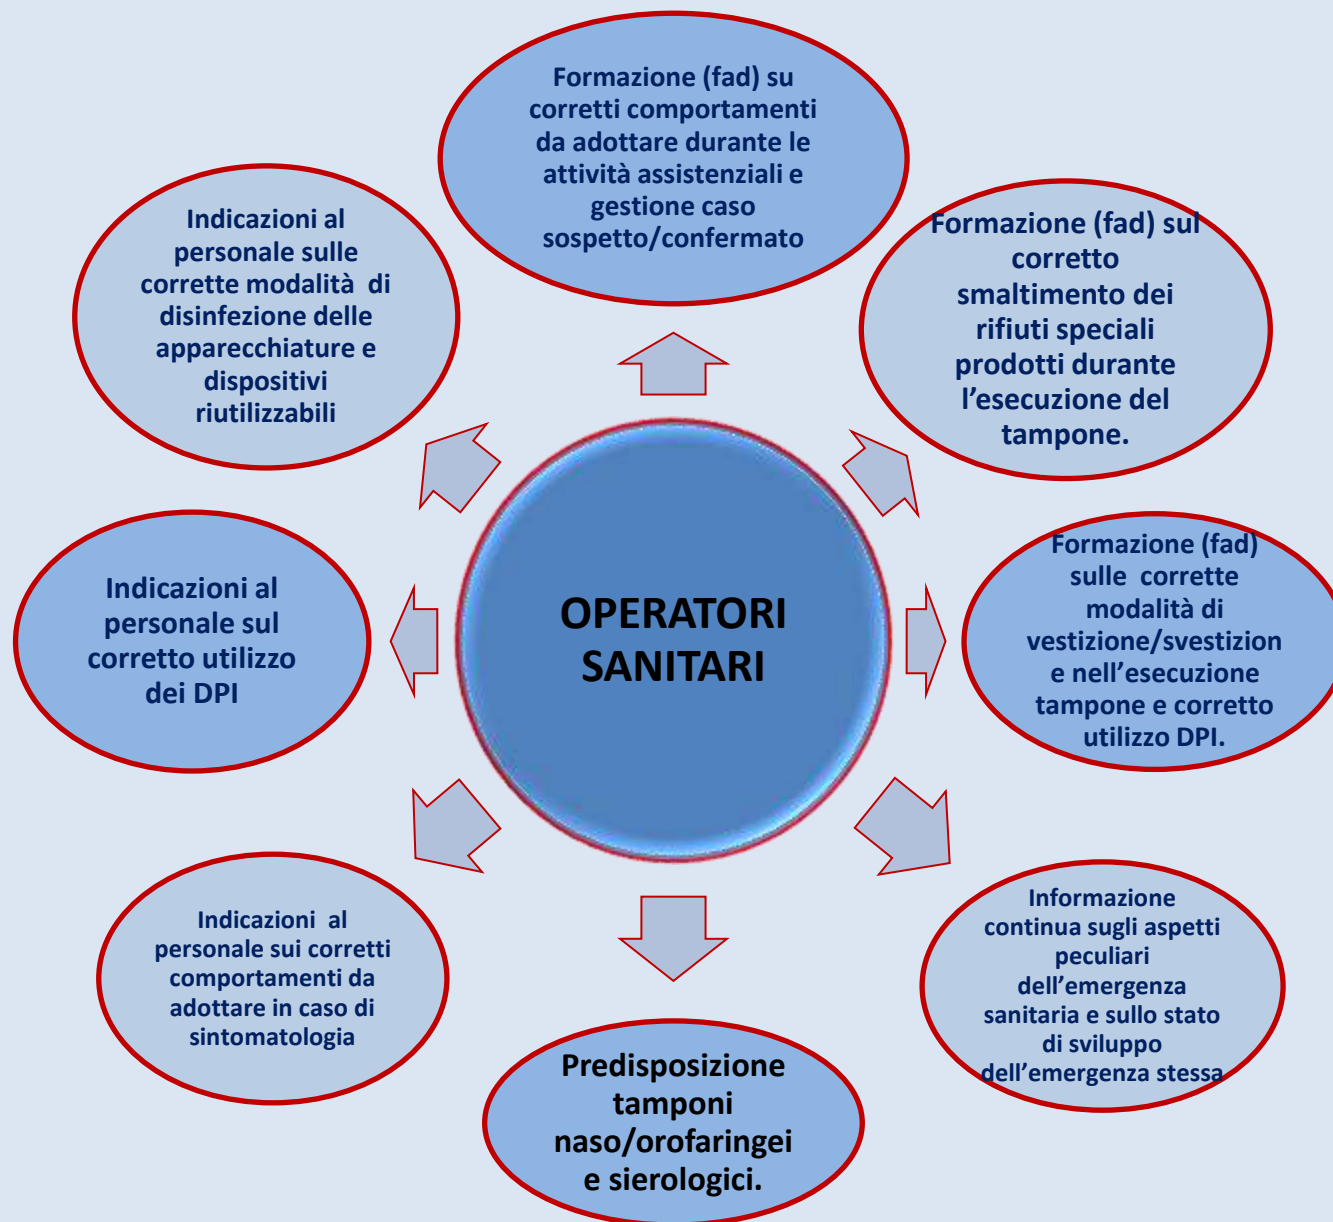 Formazione (fad) su
corretti comportamenti
da adottare durante le
attività assistenziali e
gestione caso
sospetto/confermato
Formazione (fad) sul
corretto
smaltimento dei
rifiuti speciali
prodotti durante
l’esecuzione del
tampone.
Formazione (fad)
sulle corrette
modalità di
vestizione/svestizion
e nell’esecuzione
tampone e corretto
utilizzo DPI.
Informazione
continua sugli aspetti
peculiari
dell’emergenza
sanitaria e sullo stato
di sviluppo
dell’emergenza stessa
Predisposizione
tamponi
naso/orofaringei
e sierologici.
Indicazioni al
personale sui corretti
comportamenti da
adottare in caso di
sintomatologia
Indicazioni al
personale sul
corretto utilizzo
dei DPI
Indicazioni al
personale sulle
corrette modalità di
disinfezione delle
apparecchiature e
dispositivi
riutilizzabili
OPERATORI
SANITARI